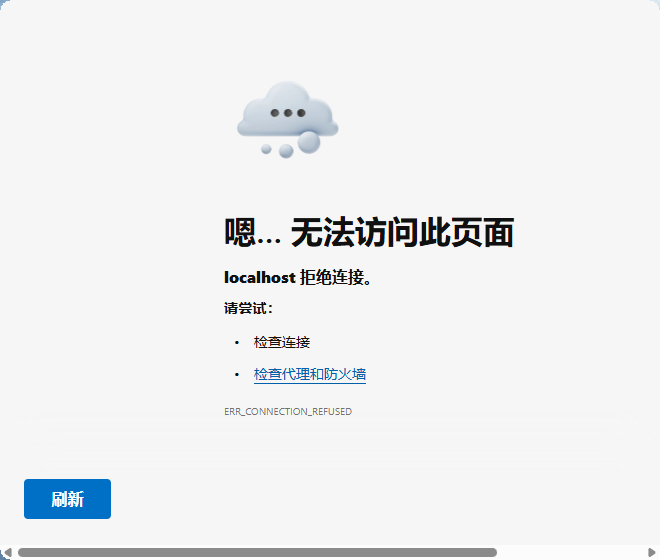 嗯… 无法访问此页面
localhost 拒绝连接。
请尝试：
• 检查连接
• 检查代理和防火墙
ERR_CONNECTION_REFUSED
刷新